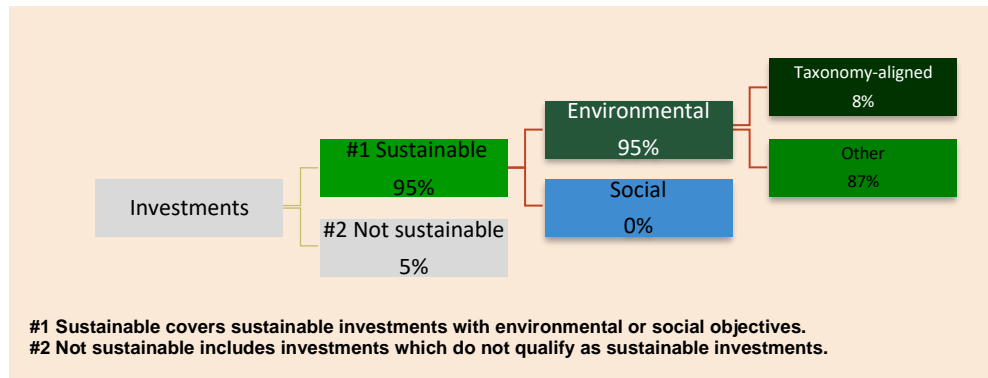 Investments
#1 Sustainable
95%
#2 Not sustainable
5%
Environmental
95%
Social
0%
Taxonomy-aligned
8%
Other
87%
#1 Sustainable covers sustainable investments with environmental or social objectives.
#2 Not sustainable includes investments which do not qualify as sustainable investments.